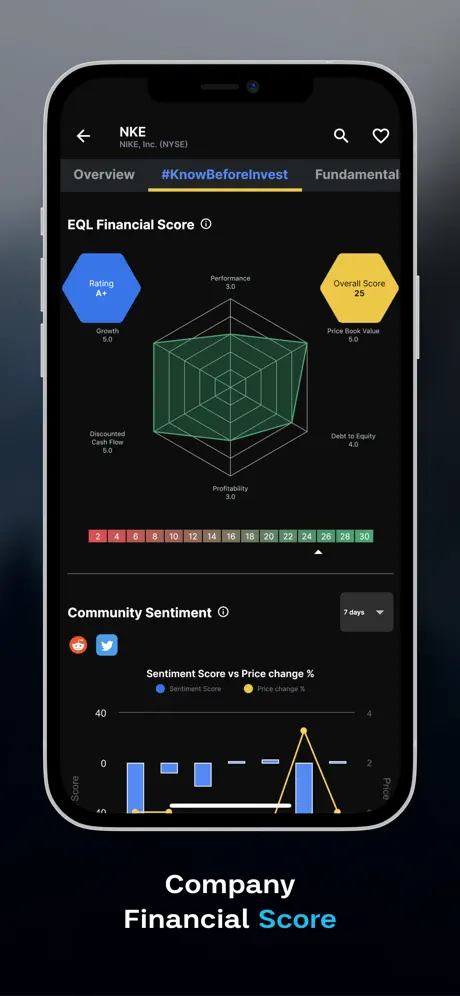 NKE
NIKE, Inc. (NYSE)
Overview
#KnowBeforeInvest
Fundamental
EQL Financial Score
Rating
A+
Overall Score
25
Performance
3.0
Growth
5.0
Price Book Value
5.0
Discounted
Cash Flow
5.0
Debt to Equity
4.0
Profitability
3.0
2 4 6 8 10 12 14 16 18 20 22 24 26 28 30
Community Sentiment
7 days
Sentiment Score vs Price change %
Sentiment Score
Price change %
40
4
0
2
Score
Price
Company
Financial Score